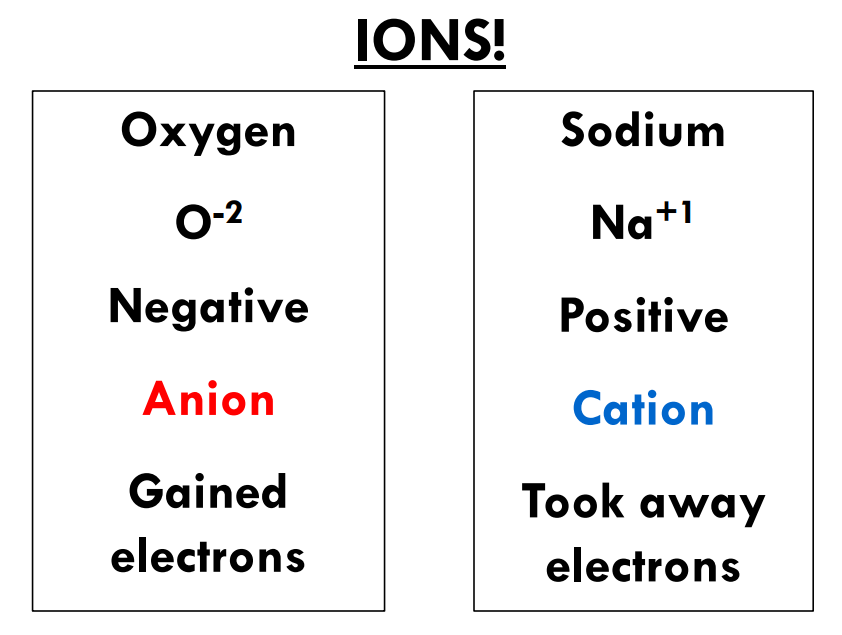 IONS!
Oxygen
O⁻²
Negative
Anion
Gained
electrons
Sodium
Na⁺¹
Positive
Cation
Took away
electrons